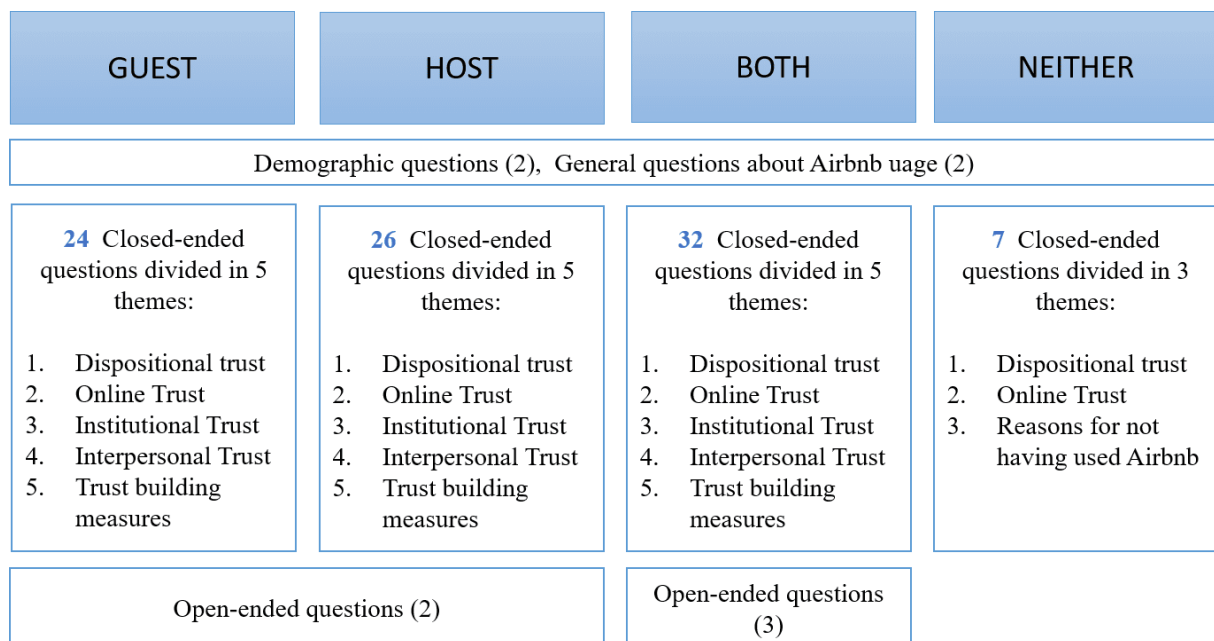 GUEST
HOST
BOTH
NEITHER
Demographic questions (2),  General questions about Airbnb uage (2)
24 Closed-ended
questions divided in 5
themes:
1. Dispositional trust
2. Online Trust
3. Institutional Trust
4. Interpersonal Trust
5. Trust building
measures
26 Closed-ended
questions divided in 5
themes:
1. Dispositional trust
2. Online Trust
3. Institutional Trust
4. Interpersonal Trust
5. Trust building
measures
32 Closed-ended
questions divided in 5
themes:
1. Dispositional trust
2. Online Trust
3. Institutional Trust
4. Interpersonal Trust
5. Trust building
measures
7 Closed-ended
questions divided in 3
themes:
1. Dispositional trust
2. Online Trust
3. Reasons for not
having used Airbnb
Open-ended questions (2)
Open-ended questions
(3)